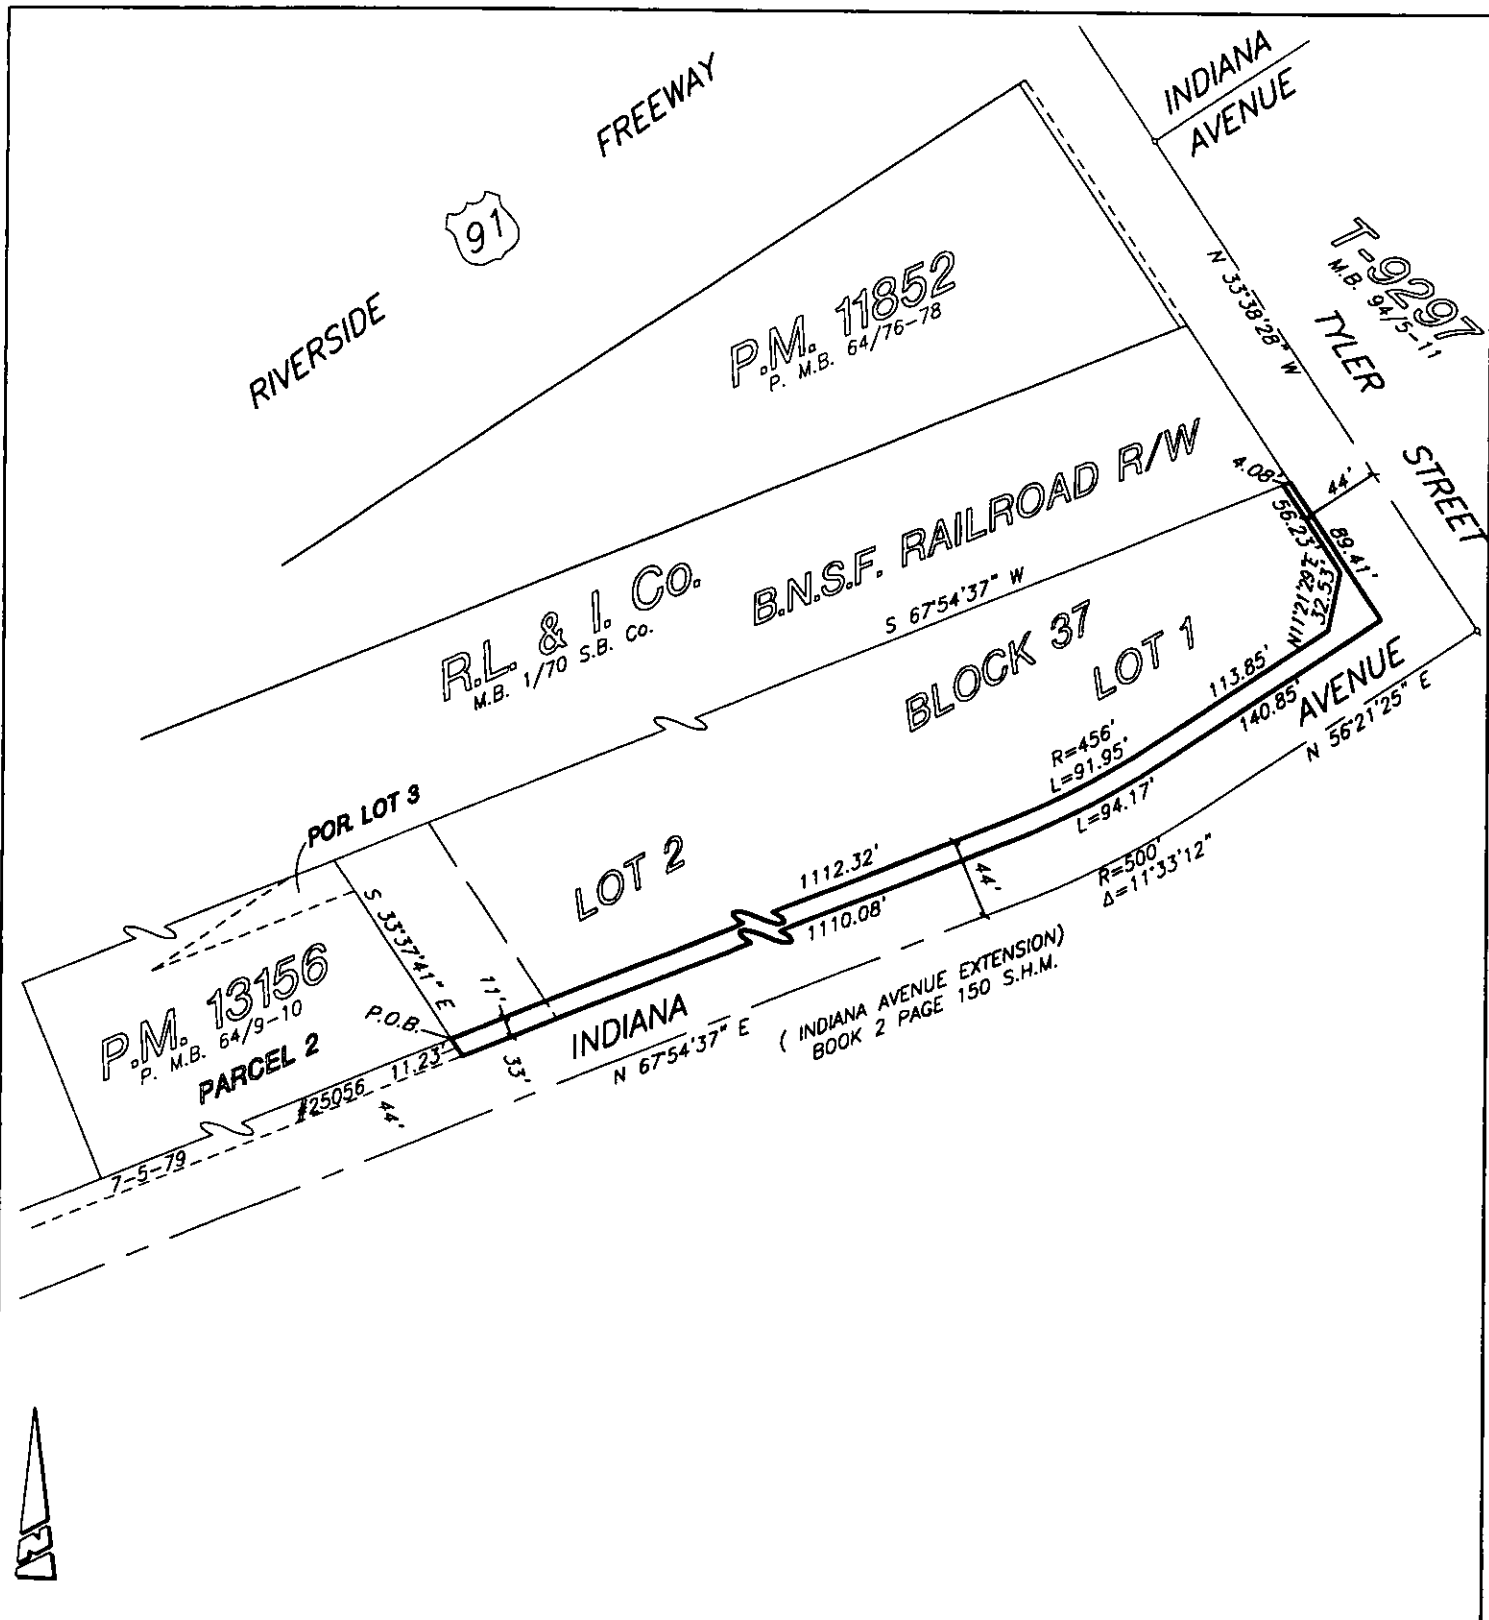 INDIANA
AVENUE
FREEWAY
91
RIVERSIDE
T-9297
M.B. 94/5-11
N 33°38'28" W
TYLER
STREET
P.M. 11852
P. M.B. 64/76-78
B.N.S.F. RAILROAD R/W
4.08'
44'
56.23'
89.41'
N11°21'29"E
32.53'
R.L. & I. Co.
M.B. 1/70 S.B. Co.
S 67°54'37" W
BLOCK 37
LOT 1
113.85'
140.85'
AVENUE
N 56°21'25" E
R=456'
L=91.95'
L=94.17'
R=500'
Δ=11°33'12"
POR. LOT 3
LOT 2
1112.32'
1110.08'
44'
S 33°37'41" E
11'
P.O.B.
P.M. 13156
P. M.B. 64/9-10
PARCEL 2
INDIANA
N 67°54'37" E
( INDIANA AVENUE EXTENSION)
BOOK 2 PAGE 150 S.H.M.
33'
11.23'
#25056
44'
7-5-79
N